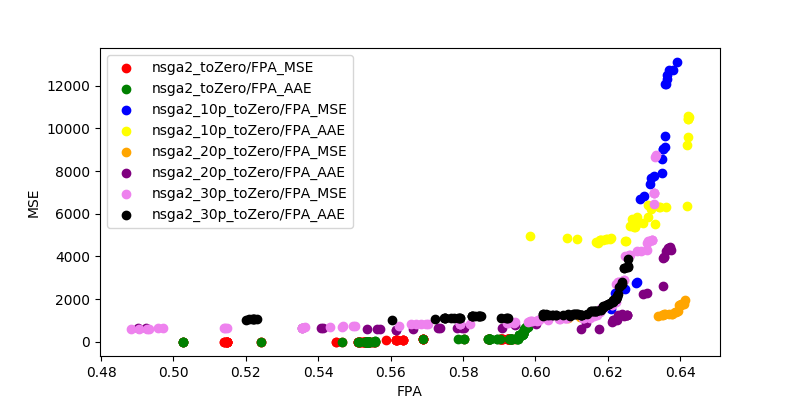 nsga2_toZero/FPA_MSE
nsga2_toZero/FPA_AAE
nsga2_10p_toZero/FPA_MSE
nsga2_10p_toZero/FPA_AAE
nsga2_20p_toZero/FPA_MSE
nsga2_20p_toZero/FPA_AAE
nsga2_30p_toZero/FPA_MSE
nsga2_30p_toZero/FPA_AAE
MSE
12000
10000
8000
6000
4000
2000
0
0.48 0.50 0.52 0.54 0.56 0.58 0.60 0.62 0.64
FPA